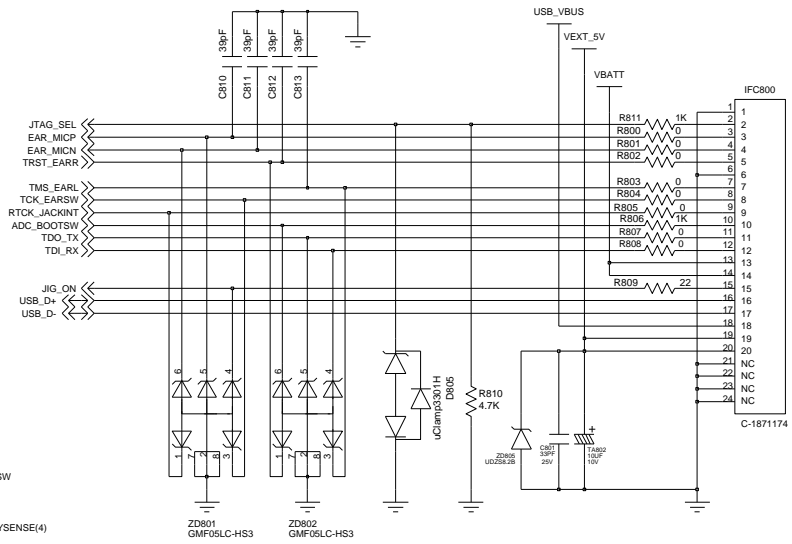 USB_VBUS
VEXT_5V
VBATT
39pF
39pF
39pF
39pF
C810
C811
C812
C813
IFC800
JTAG_SEL
EAR_MICP
EAR_MICN
TRST_EARR
TMS_EARL
TCK_EARSW
RTCK_JACKINT
ADC_BOOTSW
TDO_TX
TDI_RX
JIG_ON
USB_D+
USB_D-
R811 1K
R800 0
R801 0
R802 0
R803 0
R804 0
R805 0
R806 1K
R807 0
R808 0
R809 22
1 1
2 2
3 3
4 4
5 5
6 6
7 7
8 8
9 9
10 10
11 11
12 12
13 13
14 14
15 15
16 16
17 17
18 18
19 19
20 20
21 NC
22 NC
23 NC
24 NC
C-1871174
6 5 4
6 5 4
1 7 2 8 3
1 7 2 8 3
uClamp3301H
D805
R810
4.7K
ZD805
UDZS8.2B
C801
33PF
25V
+
TA802
10UF
10V
SW
YSENSE(4)
ZD801
GMF05LC-HS3
ZD802
GMF05LC-HS3